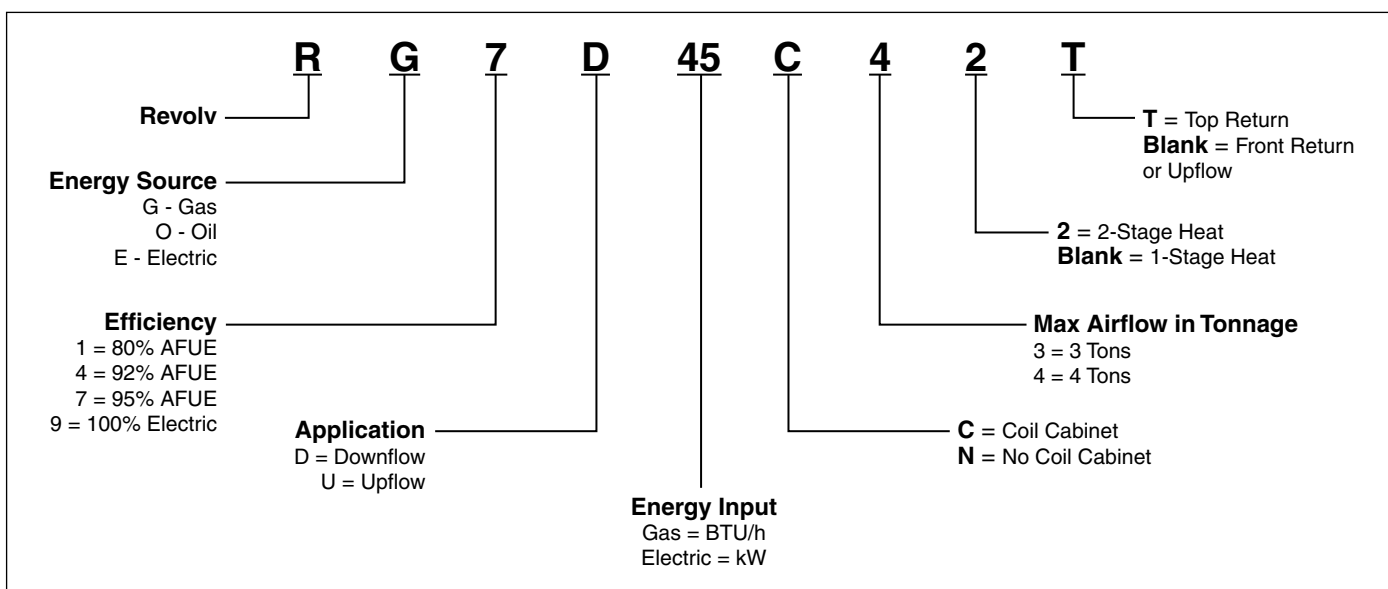 R G 7 D 45 C 4 2 T
Revolv
Energy Source
G - Gas
O - Oil
E - Electric
Efficiency
1 = 80% AFUE
4 = 92% AFUE
7 = 95% AFUE
9 = 100% Electric
Application
D = Downflow
U = Upflow
Energy Input
Gas = BTU/h
Electric = kW
C = Coil Cabinet
N = No Coil Cabinet
Max Airflow in Tonnage
3 = 3 Tons
4 = 4 Tons
2 = 2-Stage Heat
Blank = 1-Stage Heat
T = Top Return
Blank = Front Return
or Upflow